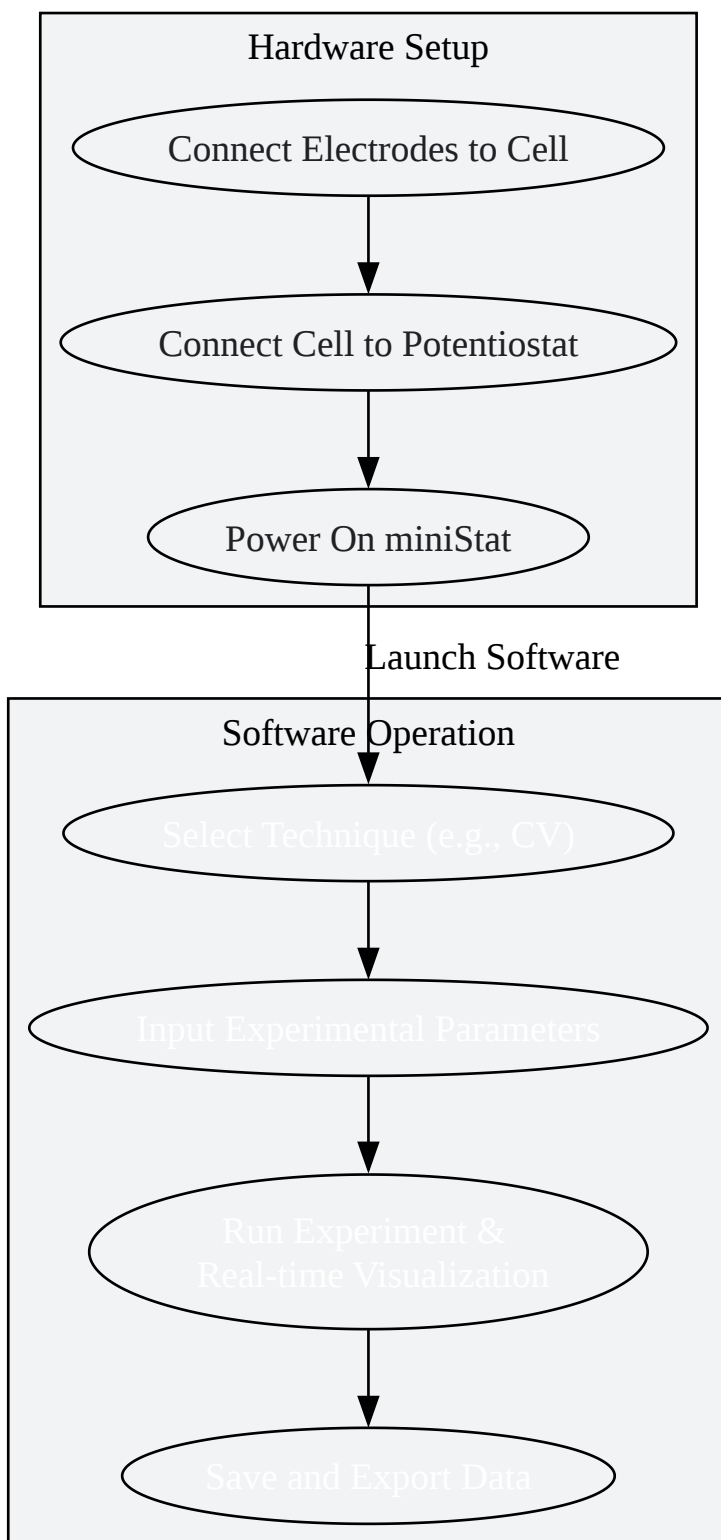 Hardware Setup
Connect Electrodes to Cell
Connect Cell to Potentiostat
Power On miniStat
Launch Software
Software Operation
Select Technique (e.g., CV)
Input Experimental Parameters
Run Experiment &
Real-time Visualization
Save and Export Data